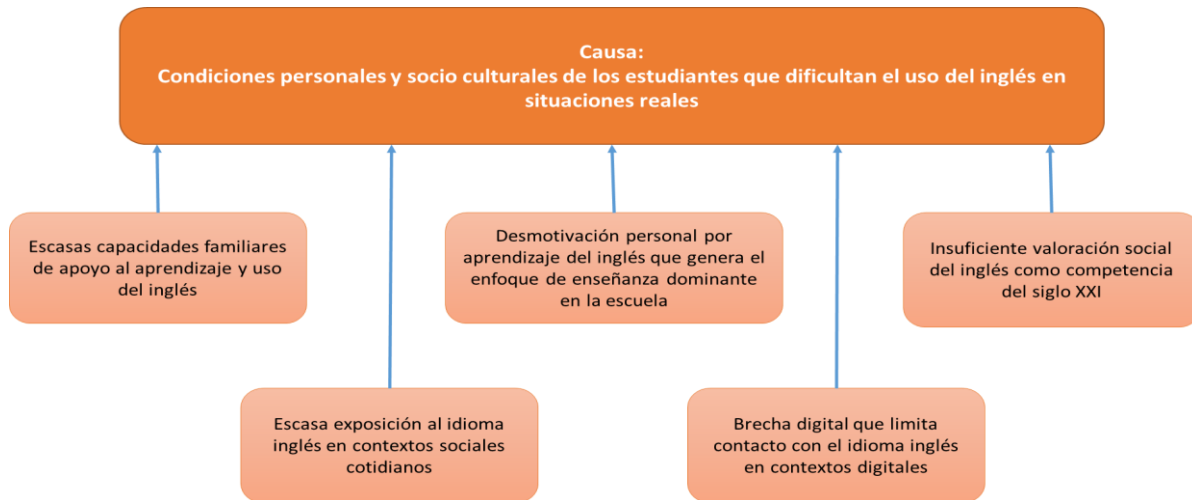 Causa:
Condiciones personales y socio culturales de los estudiantes que dificultan el uso del inglés en
situaciones reales
Escasas capacidades familiares
de apoyo al aprendizaje y uso
del inglés
Desmotivación personal por
aprendizaje del inglés que genera el
enfoque de enseñanza dominante
en la escuela
Insuficiente valoración social
del inglés como competencia
del siglo XXI
Escasa exposición al idioma
inglés en contextos sociales
cotidianos
Brecha digital que limita
contacto con el idioma inglés
en contextos digitales